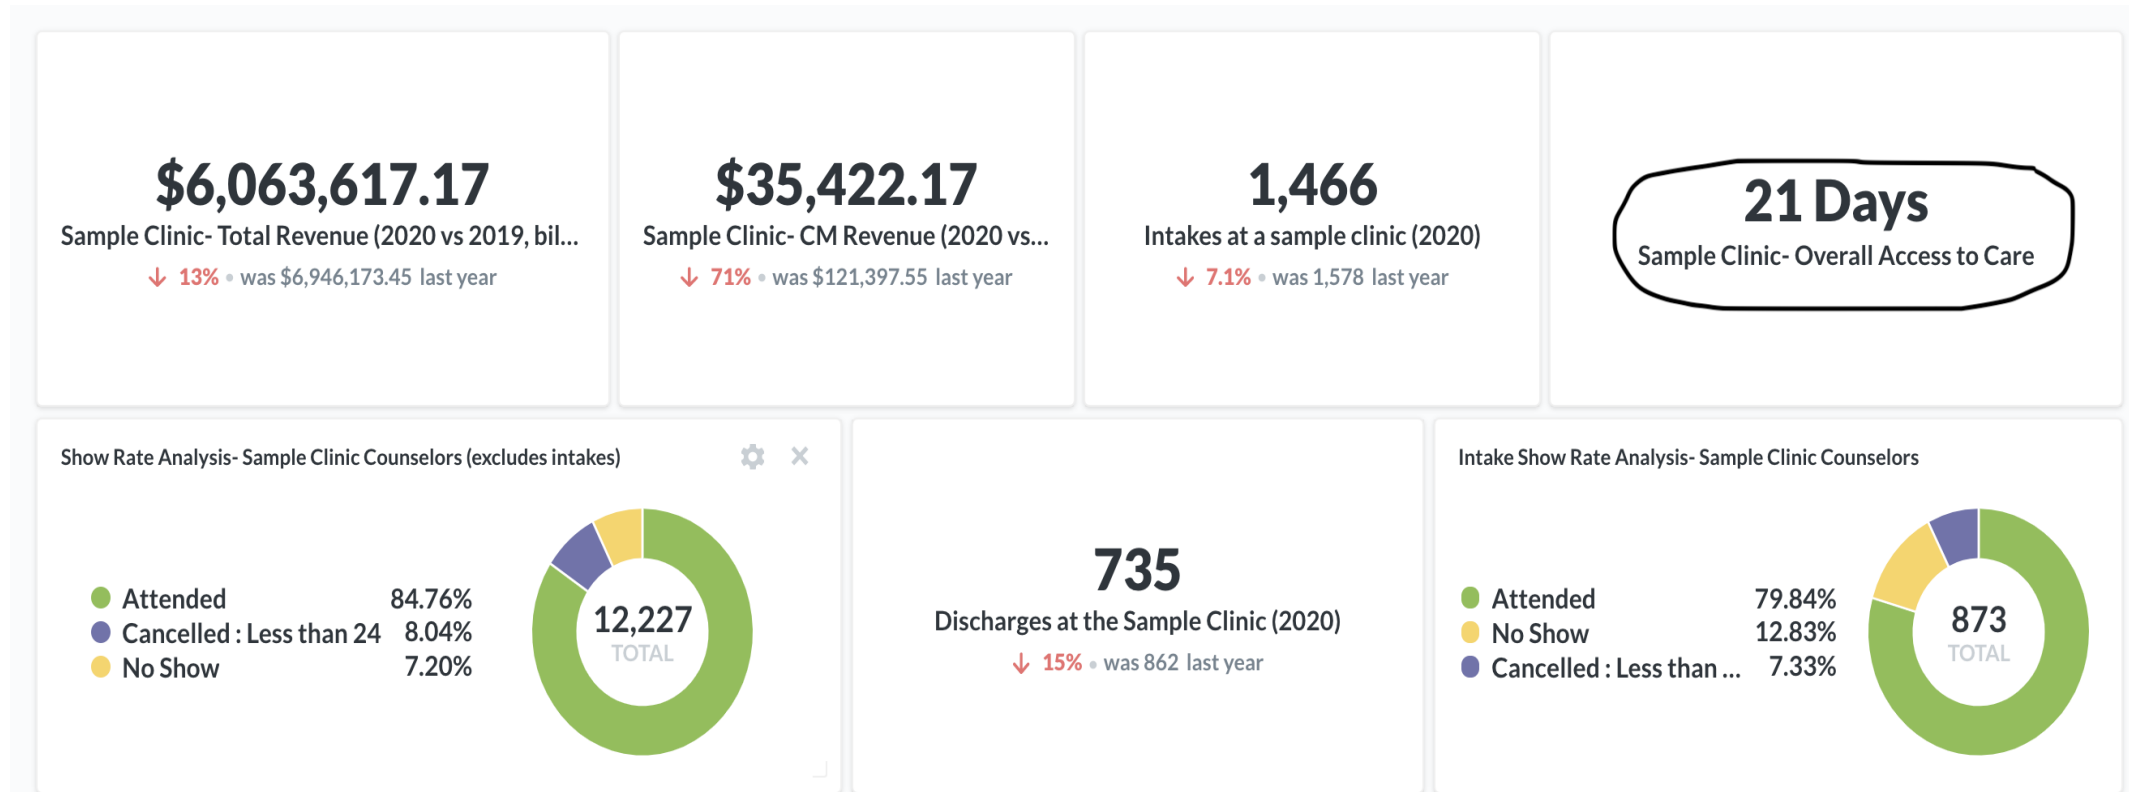 $6,063,617.17
Sample Clinic- Total Revenue (2020 vs 2019, bil...
↓ 13% • was $6,946,173.45 last year
$35,422.17
Sample Clinic- CM Revenue (2020 vs...
↓ 71% • was $121,397.55 last year
1,466
Intakes at a sample clinic (2020)
↓ 7.1% • was 1,578 last year
21 Days
Sample Clinic- Overall Access to Care
Show Rate Analysis- Sample Clinic Counselors (excludes intakes)
Attended 84.76%
Cancelled : Less than 24 8.04%
No Show 7.20%
12,227
TOTAL
735
Discharges at the Sample Clinic (2020)
↓ 15% • was 862 last year
Intake Show Rate Analysis- Sample Clinic Counselors
Attended 79.84%
No Show 12.83%
Cancelled : Less than ... 7.33%
873
TOTAL